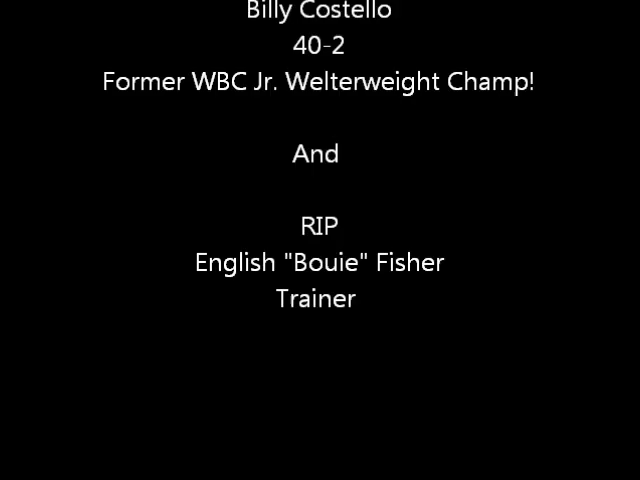 Billy Costello
40-2
Former WBC Jr. Welterweight Champ!
And
RIP
English "Bouie" Fisher
Trainer